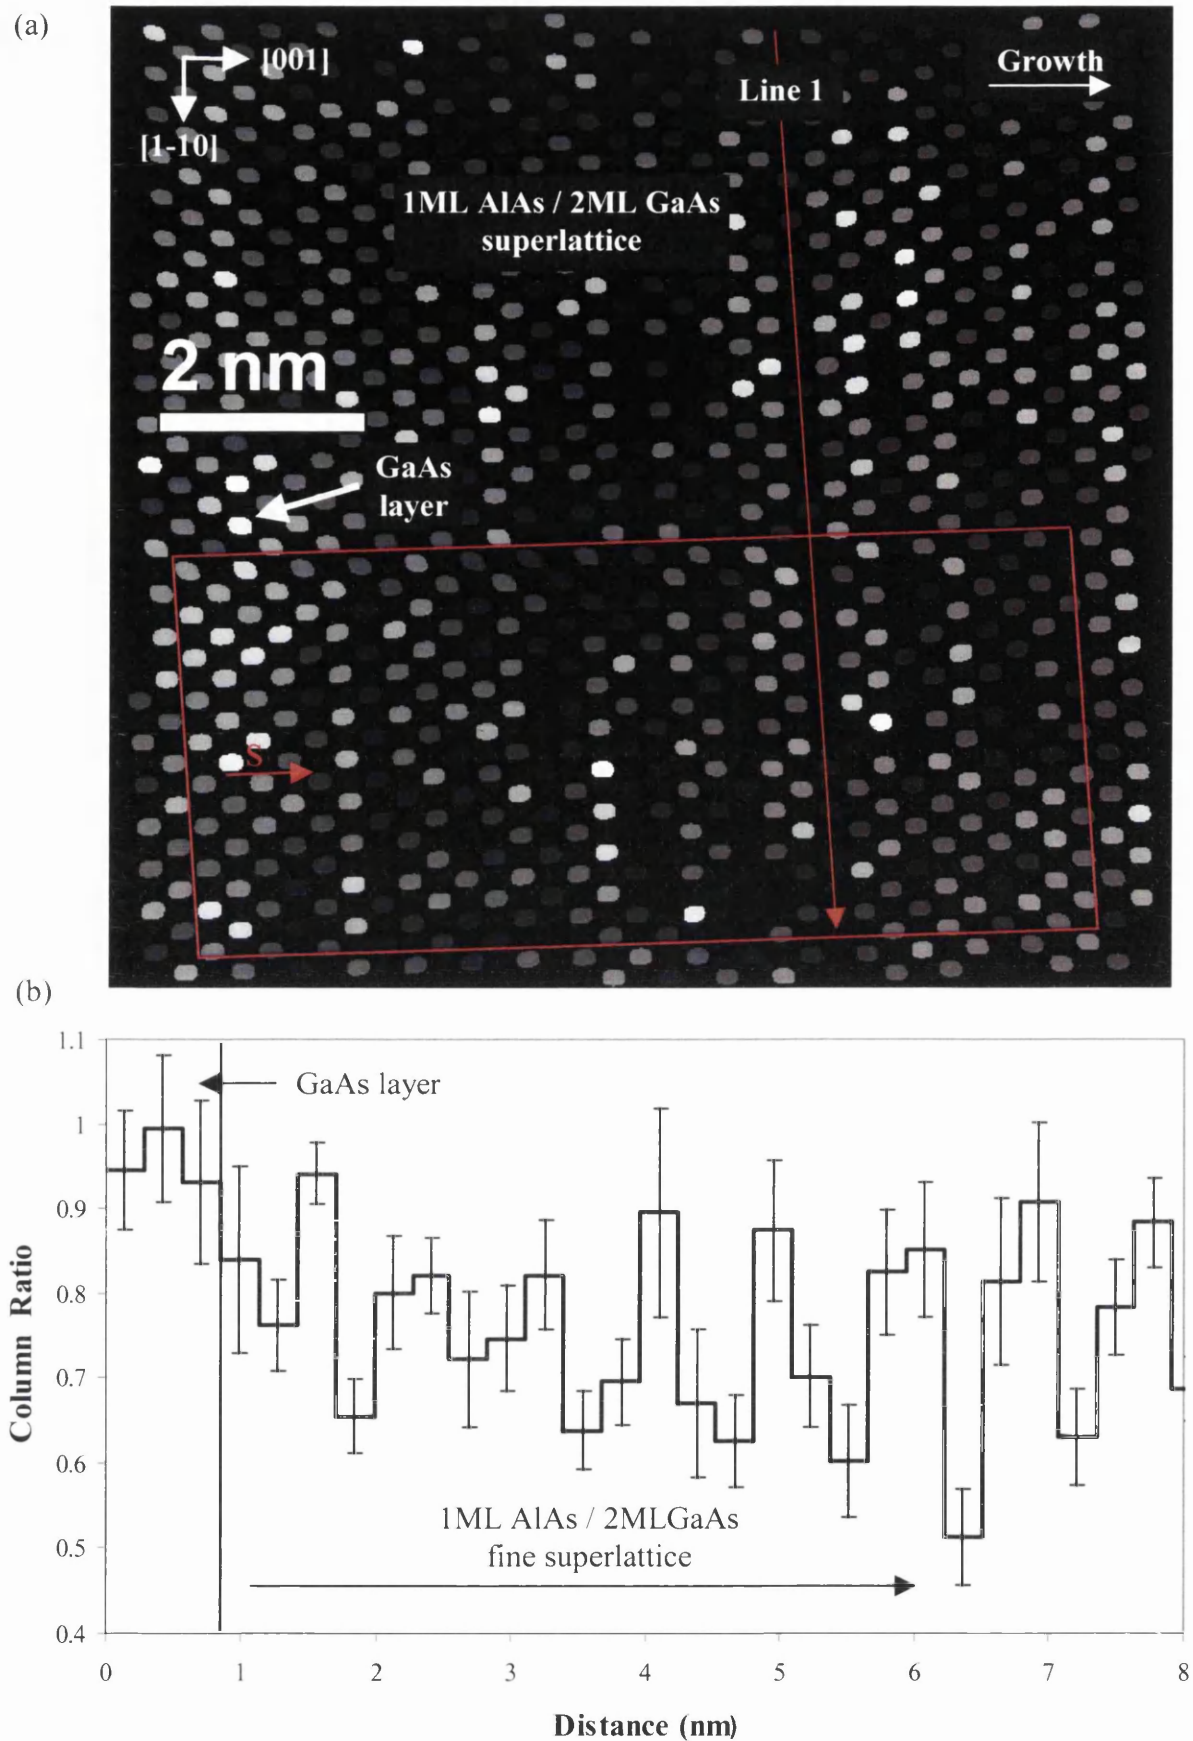 (a)
[001]
[1-10]
Growth
Line 1
1ML AlAs / 2ML GaAs
superlattice
2 nm
GaAs
layer
S
(b)
1.1
1
0.9
0.8
0.7
0.6
0.5
0.4
Column Ratio
GaAs layer
1ML AlAs / 2MLGaAs
fine superlattice
0 1 2 3 4 5 6 7 8
Distance (nm)